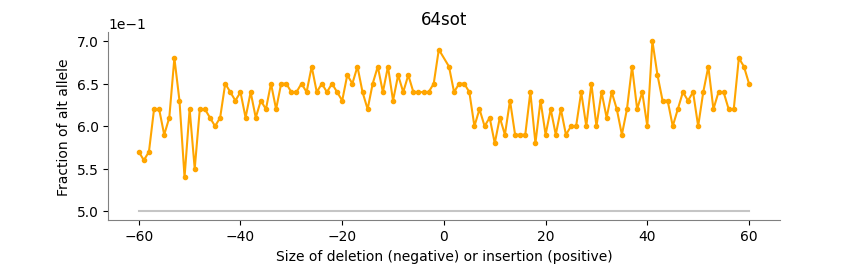 64sot
1e−1
7.0
6.5
6.0
5.5
5.0
Fraction of alt allele
−60 −40 −20 0 20 40 60
Size of deletion (negative) or insertion (positive)